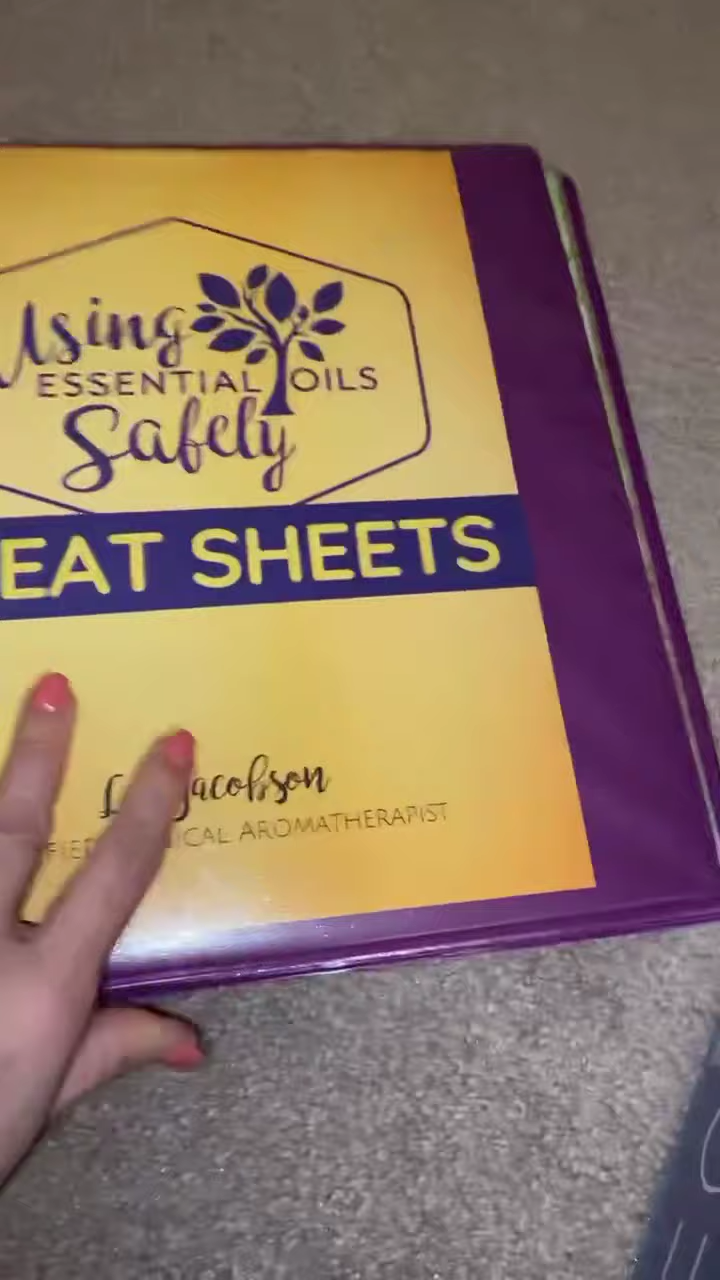 Using
ESSENTIAL OILS
Safely
EAT SHEETS
Jacobson
ICAL AROMATHERAPIST